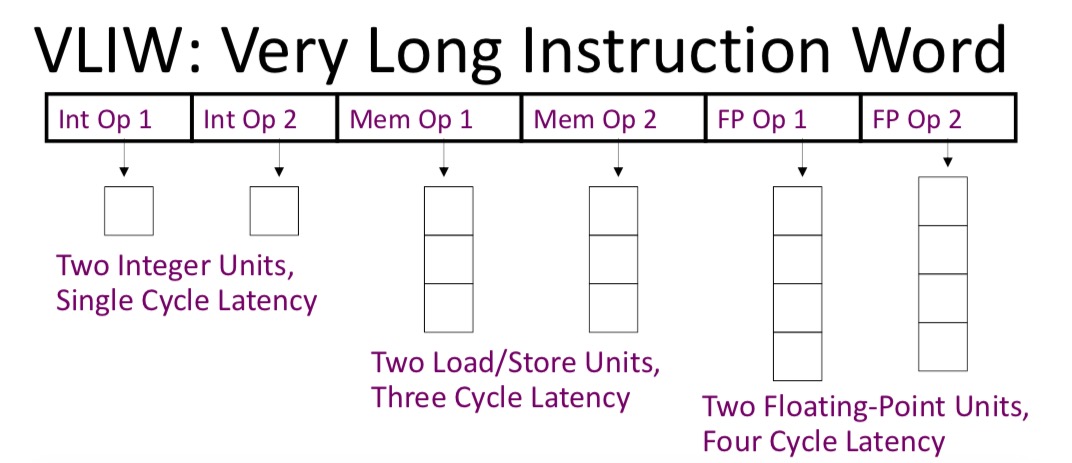 VLIW: Very Long Instruction Word
Int Op 1 Int Op 2 Mem Op 1 Mem Op 2 FP Op 1 FP Op 2
Two Integer Units,
Single Cycle Latency
Two Load/Store Units,
Three Cycle Latency
Two Floating-Point Units,
Four Cycle Latency